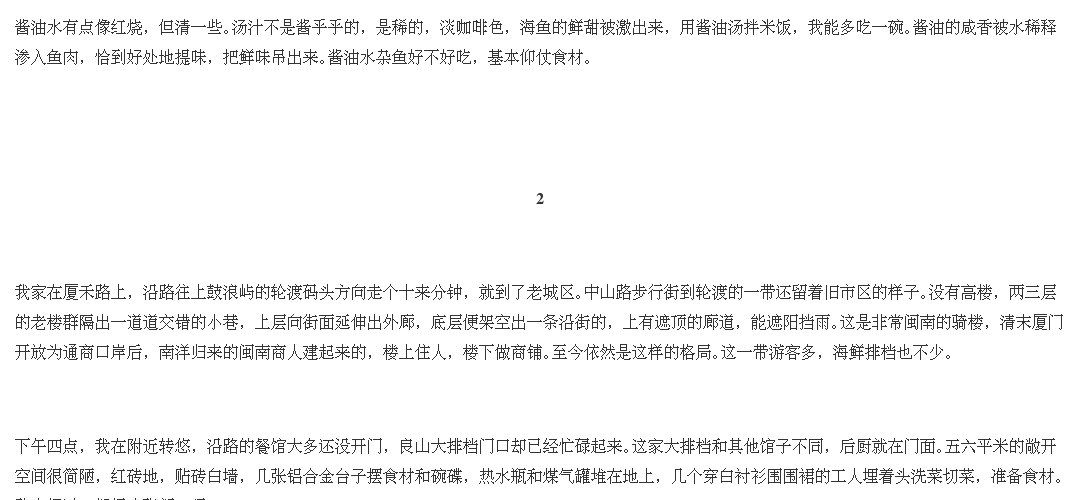 酱油水有点像红烧，但清一些。汤汁不是酱乎乎的，是稀的，淡咖啡色，海鱼的鲜甜被激出来，用酱油汤拌米饭，我能多吃一碗。酱油的咸香被水稀释
渗入鱼肉，恰到好处地提味，把鲜味吊出来。酱油水杂鱼好不好吃，基本仰仗食材。
2
我家在厦禾路上，沿路往上鼓浪屿的轮渡码头方向走个十来分钟，就到了老城区。中山路步行街到轮渡的一带还留着旧市区的样子。没有高楼，两三层
的老楼群隔出一道道交错的小巷，上层向街面延伸出外廊，底层便架空出一条沿街的，上有遮顶的廊道，能遮阳挡雨。这是非常闽南的骑楼，清末厦门
开放为通商口岸后，南洋归来的闽南商人建起来的，楼上住人，楼下做商铺。至今依然是这样的格局。这一带游客多，海鲜排档也不少。
下午四点，我在附近转悠，沿路的餐馆大多还没开门，良山大排档门口却已经忙碌起来。这家大排档和其他馆子不同，后厨就在门面。五六平米的敞开
空间很简陋，红砖地，贴砖白墙，几张铝合金台子摆食材和碗碟，热水瓶和煤气罐堆在地上，几个穿白衬衫围围裙的工人埋着头洗菜切菜，准备食材。